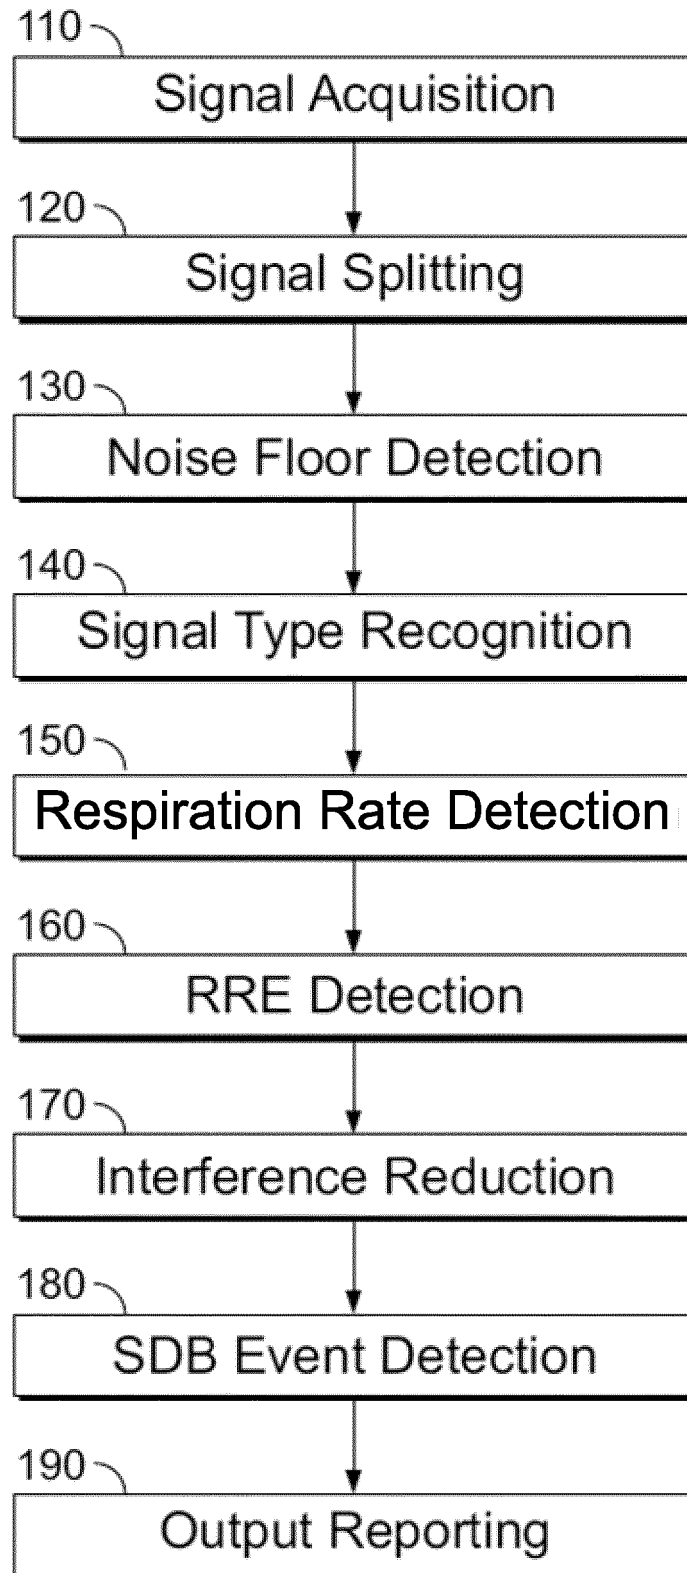 110
Signal Acquisition
120
Signal Splitting
130
Noise Floor Detection
140
Signal Type Recognition
150
Respiration Rate Detection
160
RRE Detection
170
Interference Reduction
180
SDB Event Detection
190
Output Reporting